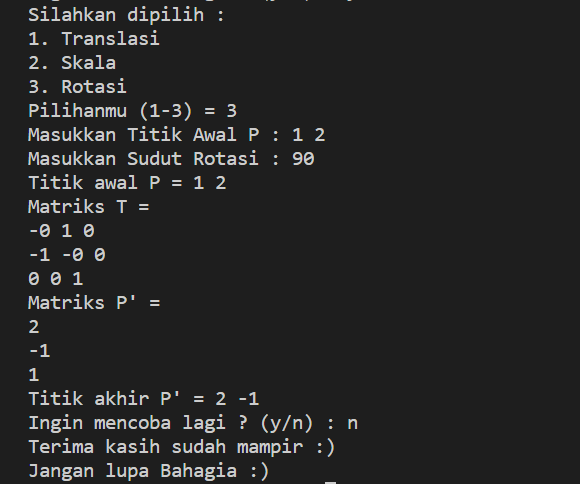 Silahkan dipilih :
1. Translasi
2. Skala
3. Rotasi
Pilihanmu (1-3) = 3
Masukkan Titik Awal P : 1 2
Masukkan Sudut Rotasi : 90
Titik awal P = 1 2
Matriks T =
-0 1 0
-1 -0 0
0 0 1
Matriks P' =
2
-1
1
Titik akhir P' = 2 -1
Ingin mencoba lagi ? (y/n) : n
Terima kasih sudah mampir :)
Jangan lupa Bahagia :)